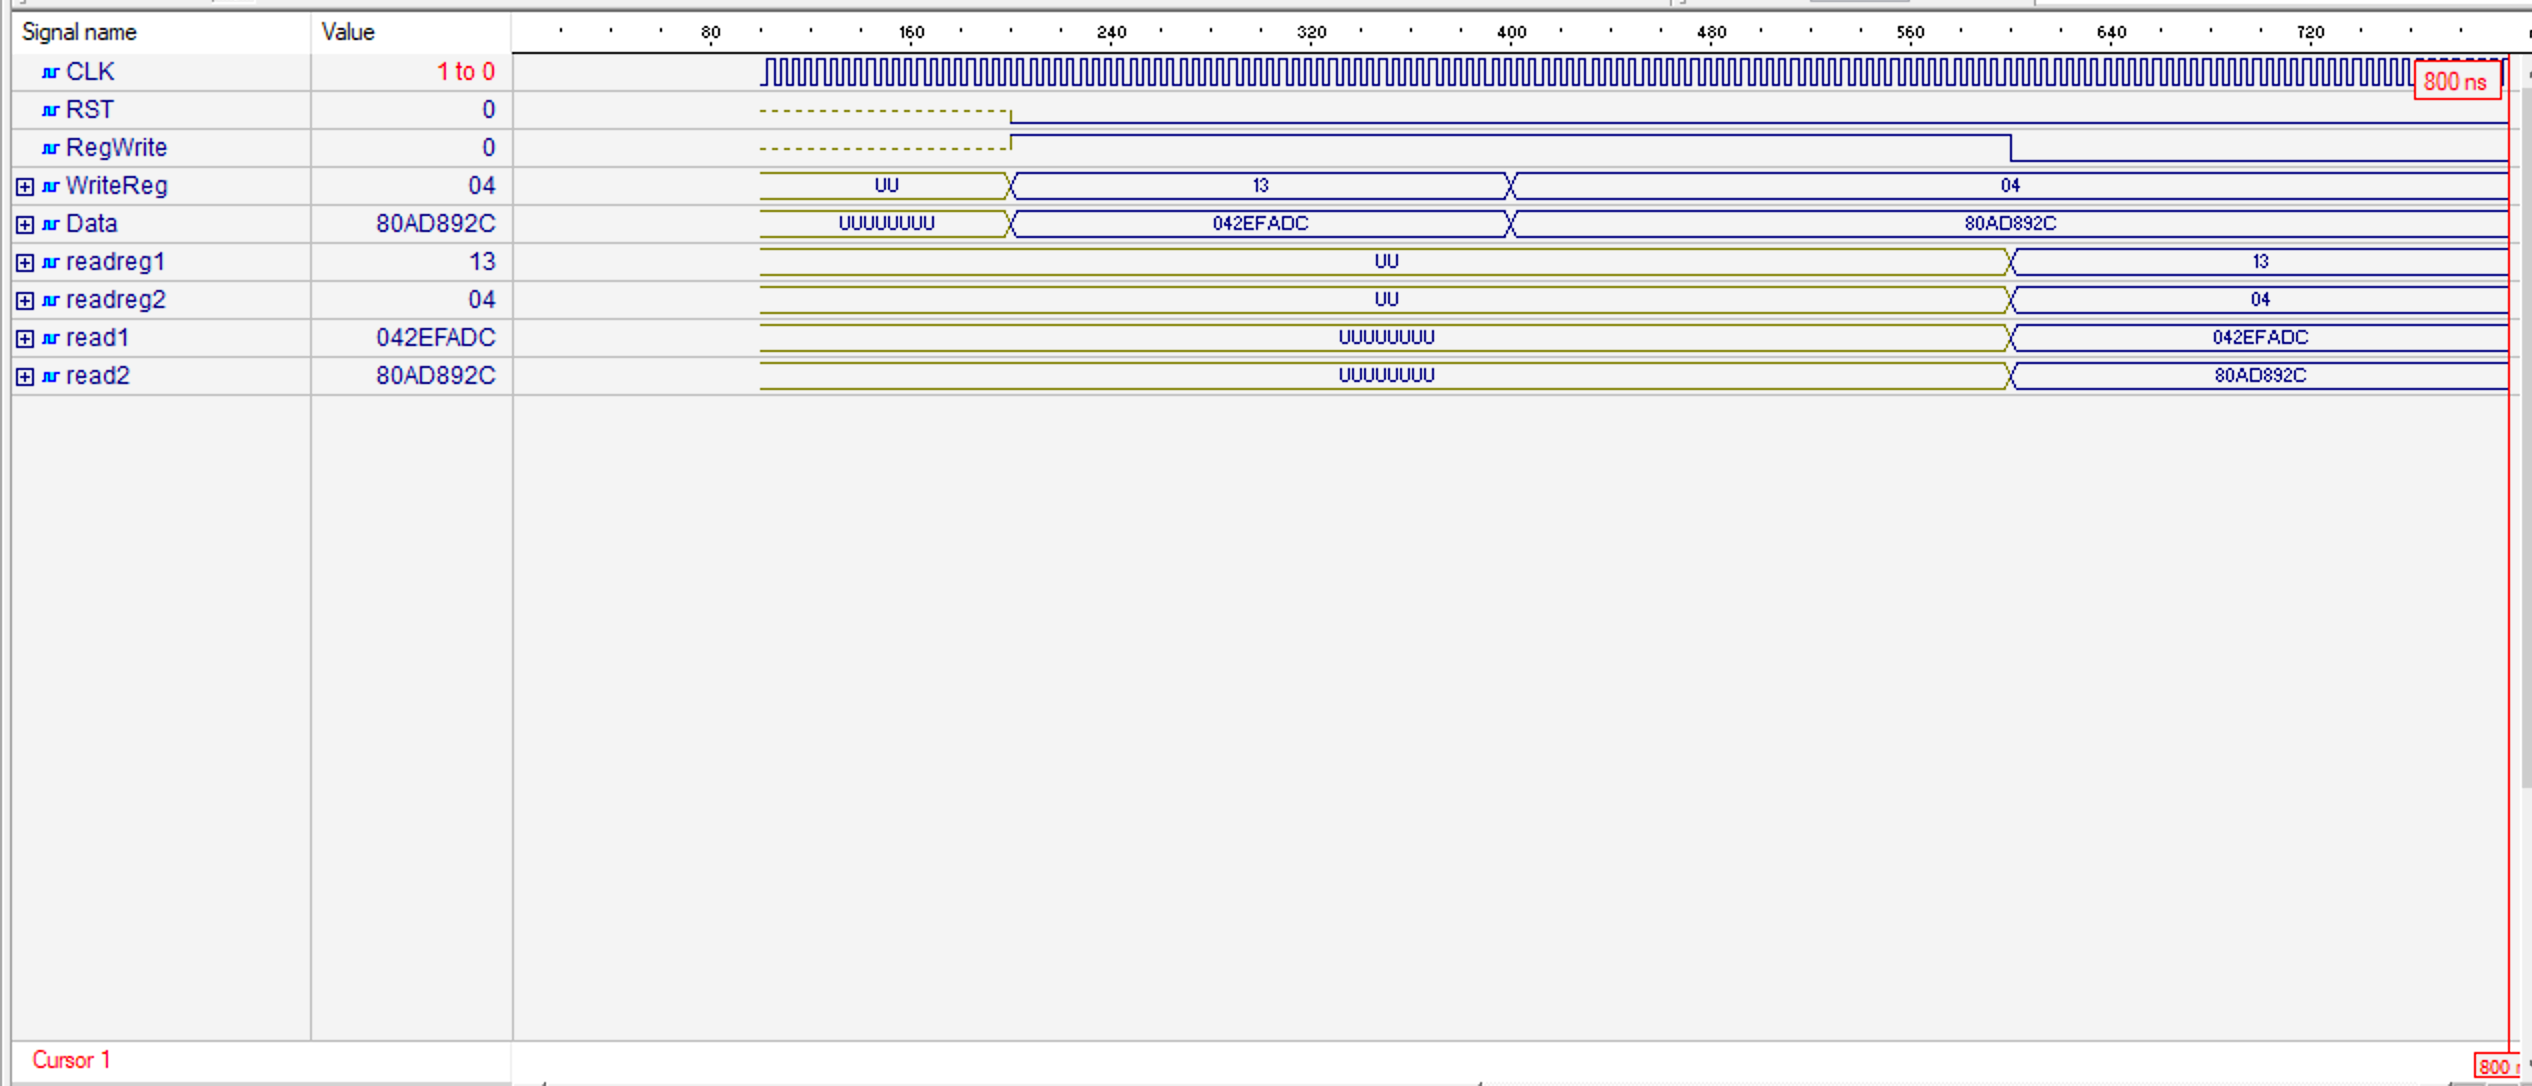 Signal name Value 80 160 240 320 400 480 560 640 720
CLK 1 to 0 800 ns
RST 0
RegWrite 0
WriteReg 04 UU 13 04
Data 80AD892C UUUUUUUU 042EFADC 80AD892C
readreg1 13 UU 13
readreg2 04 UU 04
read1 042EFADC UUUUUUUU 042EFADC
read2 80AD892C UUUUUUUU 80AD892C
Cursor 1 800